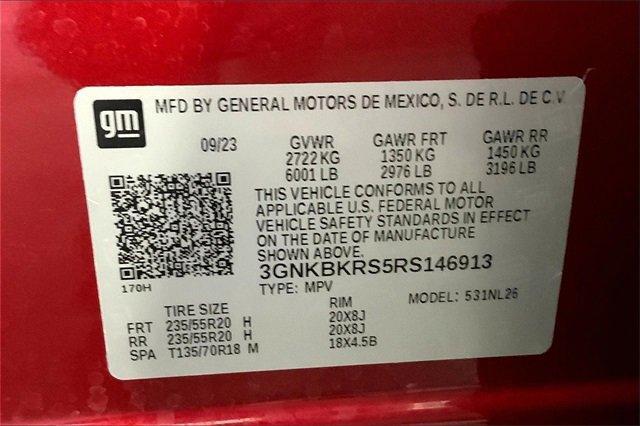 gm
MFD BY GENERAL MOTORS DE MEXICO, S. DE R.L. DE C.V.
09/23 GVWR GAWR FRT GAWR RR
2722 KG 1350 KG 1450 KG
6001 LB 2976 LB 3196 LB
THIS VEHICLE CONFORMS TO ALL
APPLICABLE U.S. FEDERAL MOTOR
VEHICLE SAFETY STANDARDS IN EFFECT
ON THE DATE OF MANUFACTURE
SHOWN ABOVE.
3GNKBKRS5RS146913
170H
TYPE: MPV MODEL: 531NL26
TIRE SIZE RIM
FRT 235/55R20 H 20X8J
RR 235/55R20 H 20X8J
SPA T135/70R18 M 18X4.5B